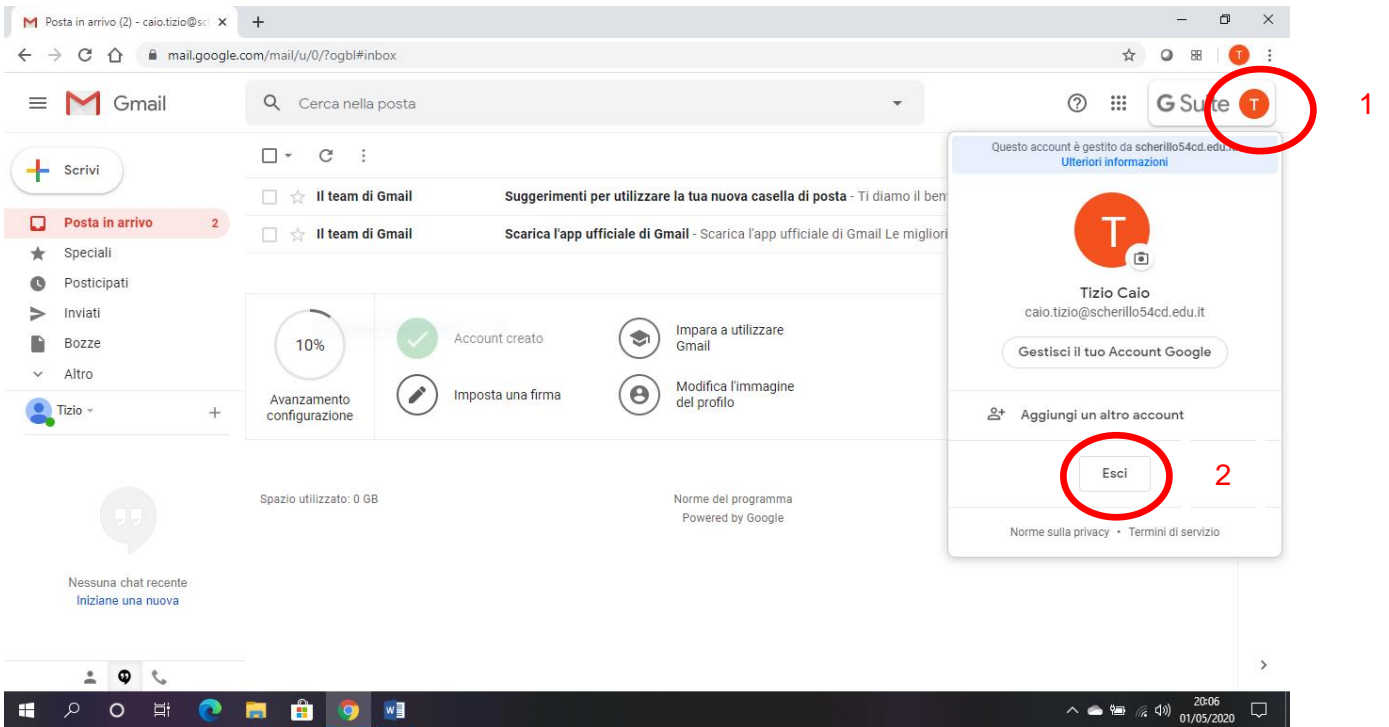 Posta in arrivo (2) - caio.tizio@sc
mail.google.com/mail/u/0/?ogbl#inbox
T
Gmail
Cerca nella posta
G Suite T
1
Scrivi
Questo account è gestito da scherillo54cd.edu.it
Ulteriori informazioni
Il team di Gmail Suggerimenti per utilizzare la tua nuova casella di posta - Ti diamo il ben
Posta in arrivo 2
Il team di Gmail Scarica l'app ufficiale di Gmail - Scarica l'app ufficiale di Gmail Le migliori
T
Speciali
Posticipati
Inviati
Bozze
Altro
Tizio
10%
Avanzamento
configurazione
Account creato
Imposta una firma
Impara a utilizzare
Gmail
Modifica l'immagine
del profilo
Tizio Caio
caio.tizio@scherillo54cd.edu.it
Gestisci il tuo Account Google
Aggiungi un altro account
Esci
2
Norme sulla privacy • Termini di servizio
Spazio utilizzato: 0 GB
Norme del programma
Powered by Google
Nessuna chat recente
Iniziane una nuova
20:06
01/05/2020